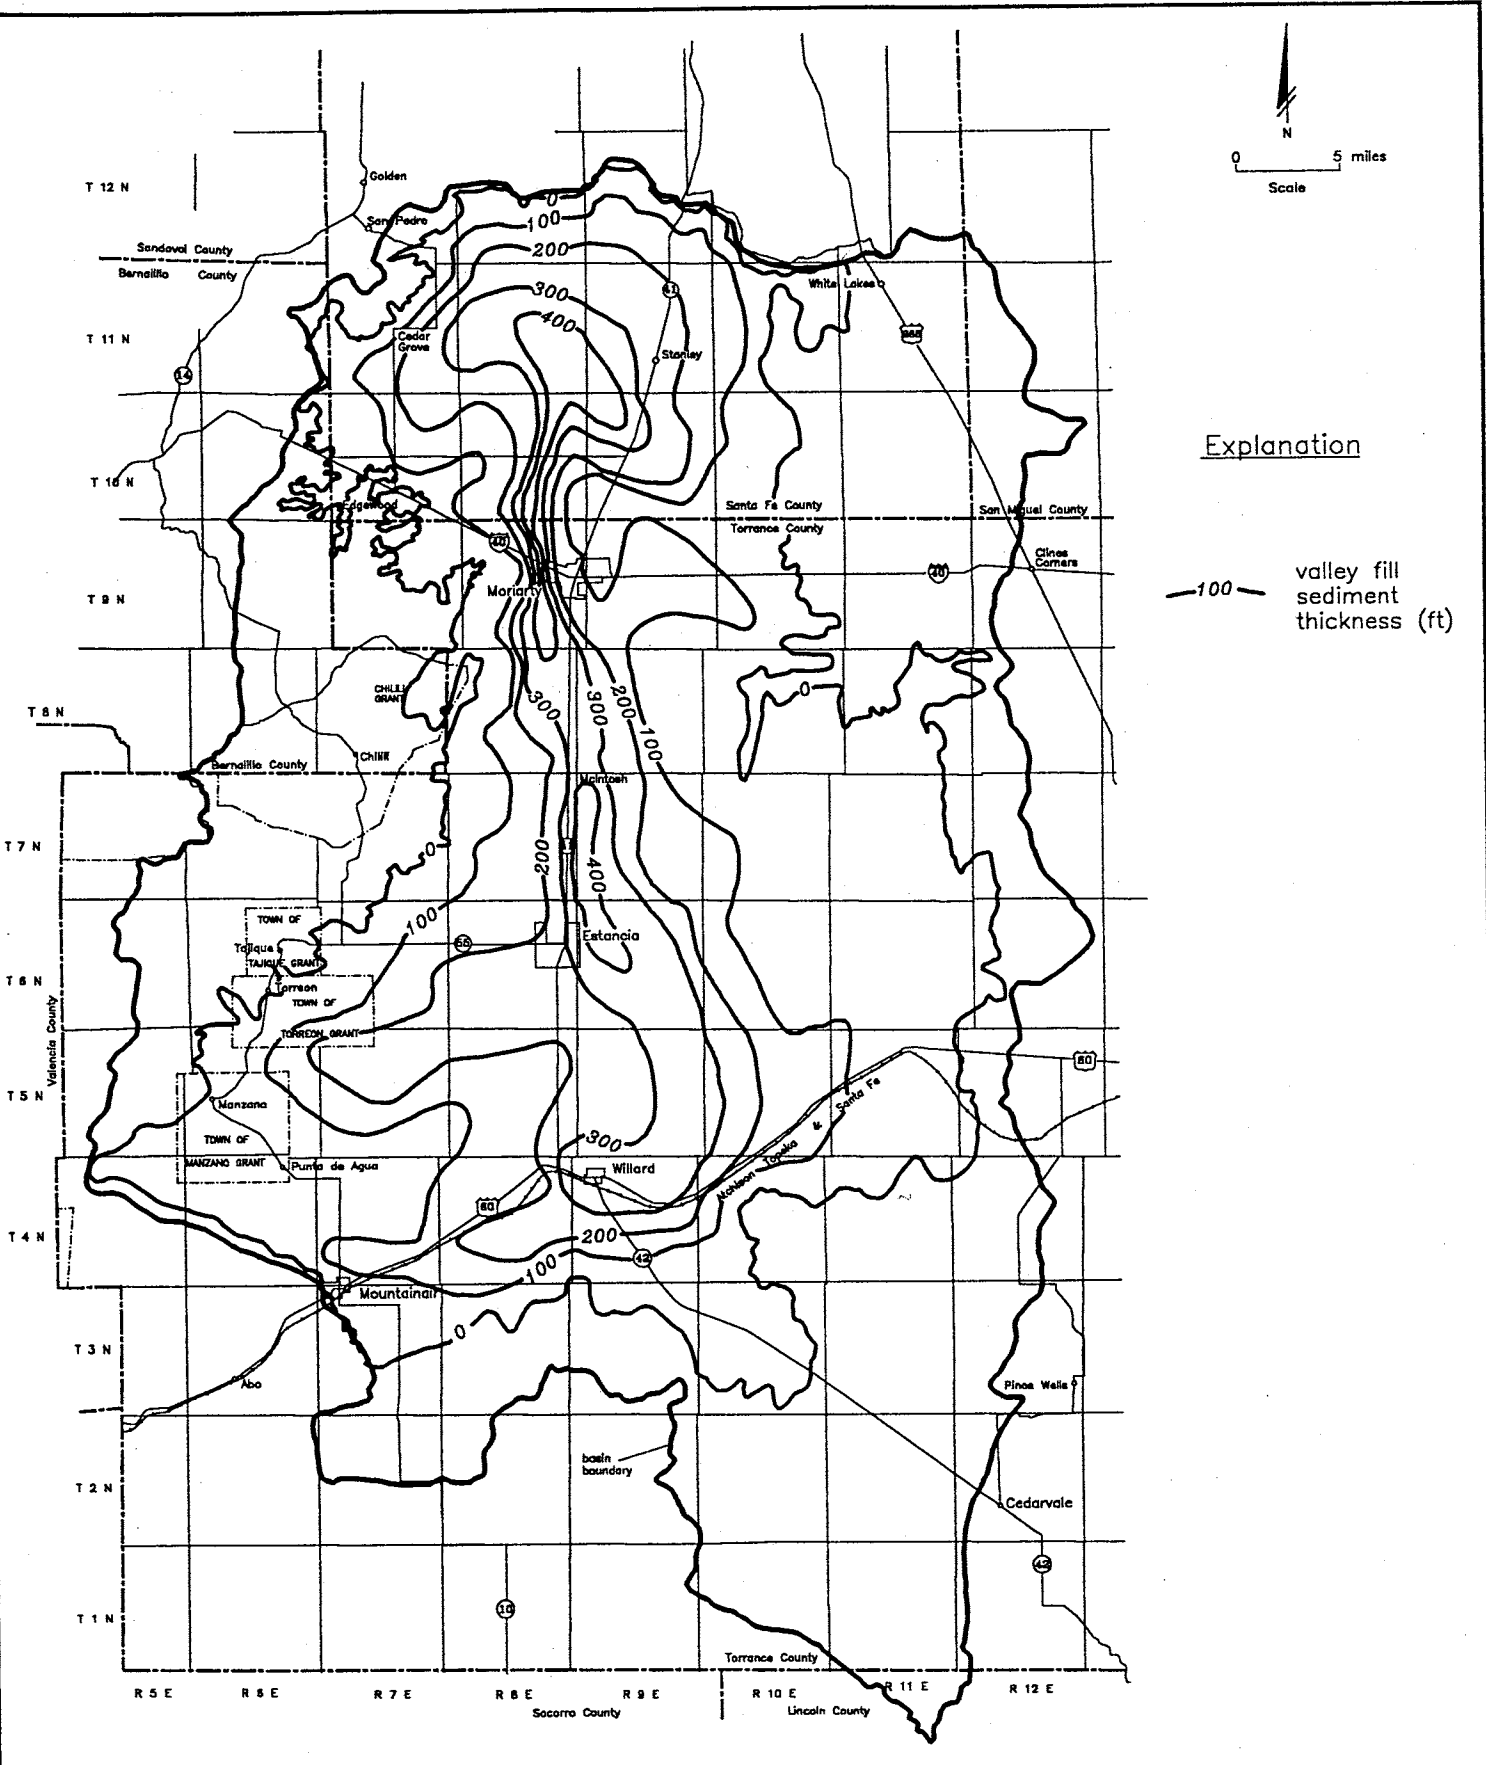 N
0 5 miles
Scale
T 12 N
Golden
San Pedro
0
100
Sandoval County
200
Bernalillo County
White Lakes
300
41
400
285
T 11 N
Cedar
Grove
Stanley
14
Explanation
T 10 N
Edgewood
Santa Fe County
San Miguel County
Torrance County
40
Clines
Corners
40
100
valley fill
sediment
thickness (ft)
Moriarty
T 9 N
CHILILI
GRANT
0
300
300
200
T 8 N
100
Chilili
Bernalillo County
McIntosh
T 7 N
0
200
41
400
TOWN OF
100
Tajique
55
Estancia
TAJIQUE GRANT
T 6 N
Torreon
TOWN OF
Valencia County
TORREON GRANT
60
T 5 N
Manzano
Santa Fe
&
TOWN OF
300
Topeka
MANZANO GRANT
Punta de Agua
Willard
Atchison
60
T 4 N
200
42
100
Mountainair
0
T 3 N
Abo
Pinos Wells
basin
boundary
T 2 N
Cedarvale
42
10
T 1 N
Torrance County
R 5 E R 6 E R 7 E R 8 E R 9 E R 10 E R 11 E R 12 E
Socorro County
Lincoln County